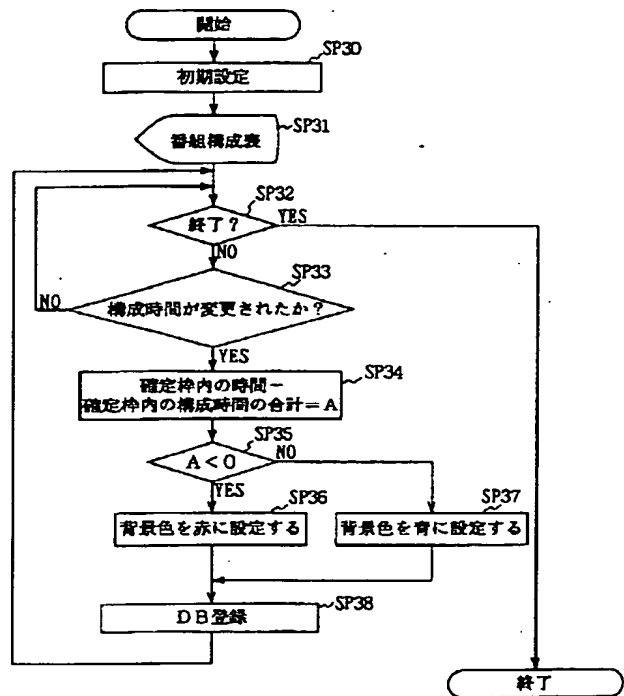 開始
SP30
初期設定
SP31
番組構成表
SP32
終了？
YES
NO
SP33
NO
構成時間が変更されたか？
YES
SP34
確定枠内の時間－
確定枠内の構成時間の合計＝A
SP35
A＜0
NO
YES
SP36
SP37
背景色を赤に設定する
背景色を青に設定する
SP38
DB登録
終了